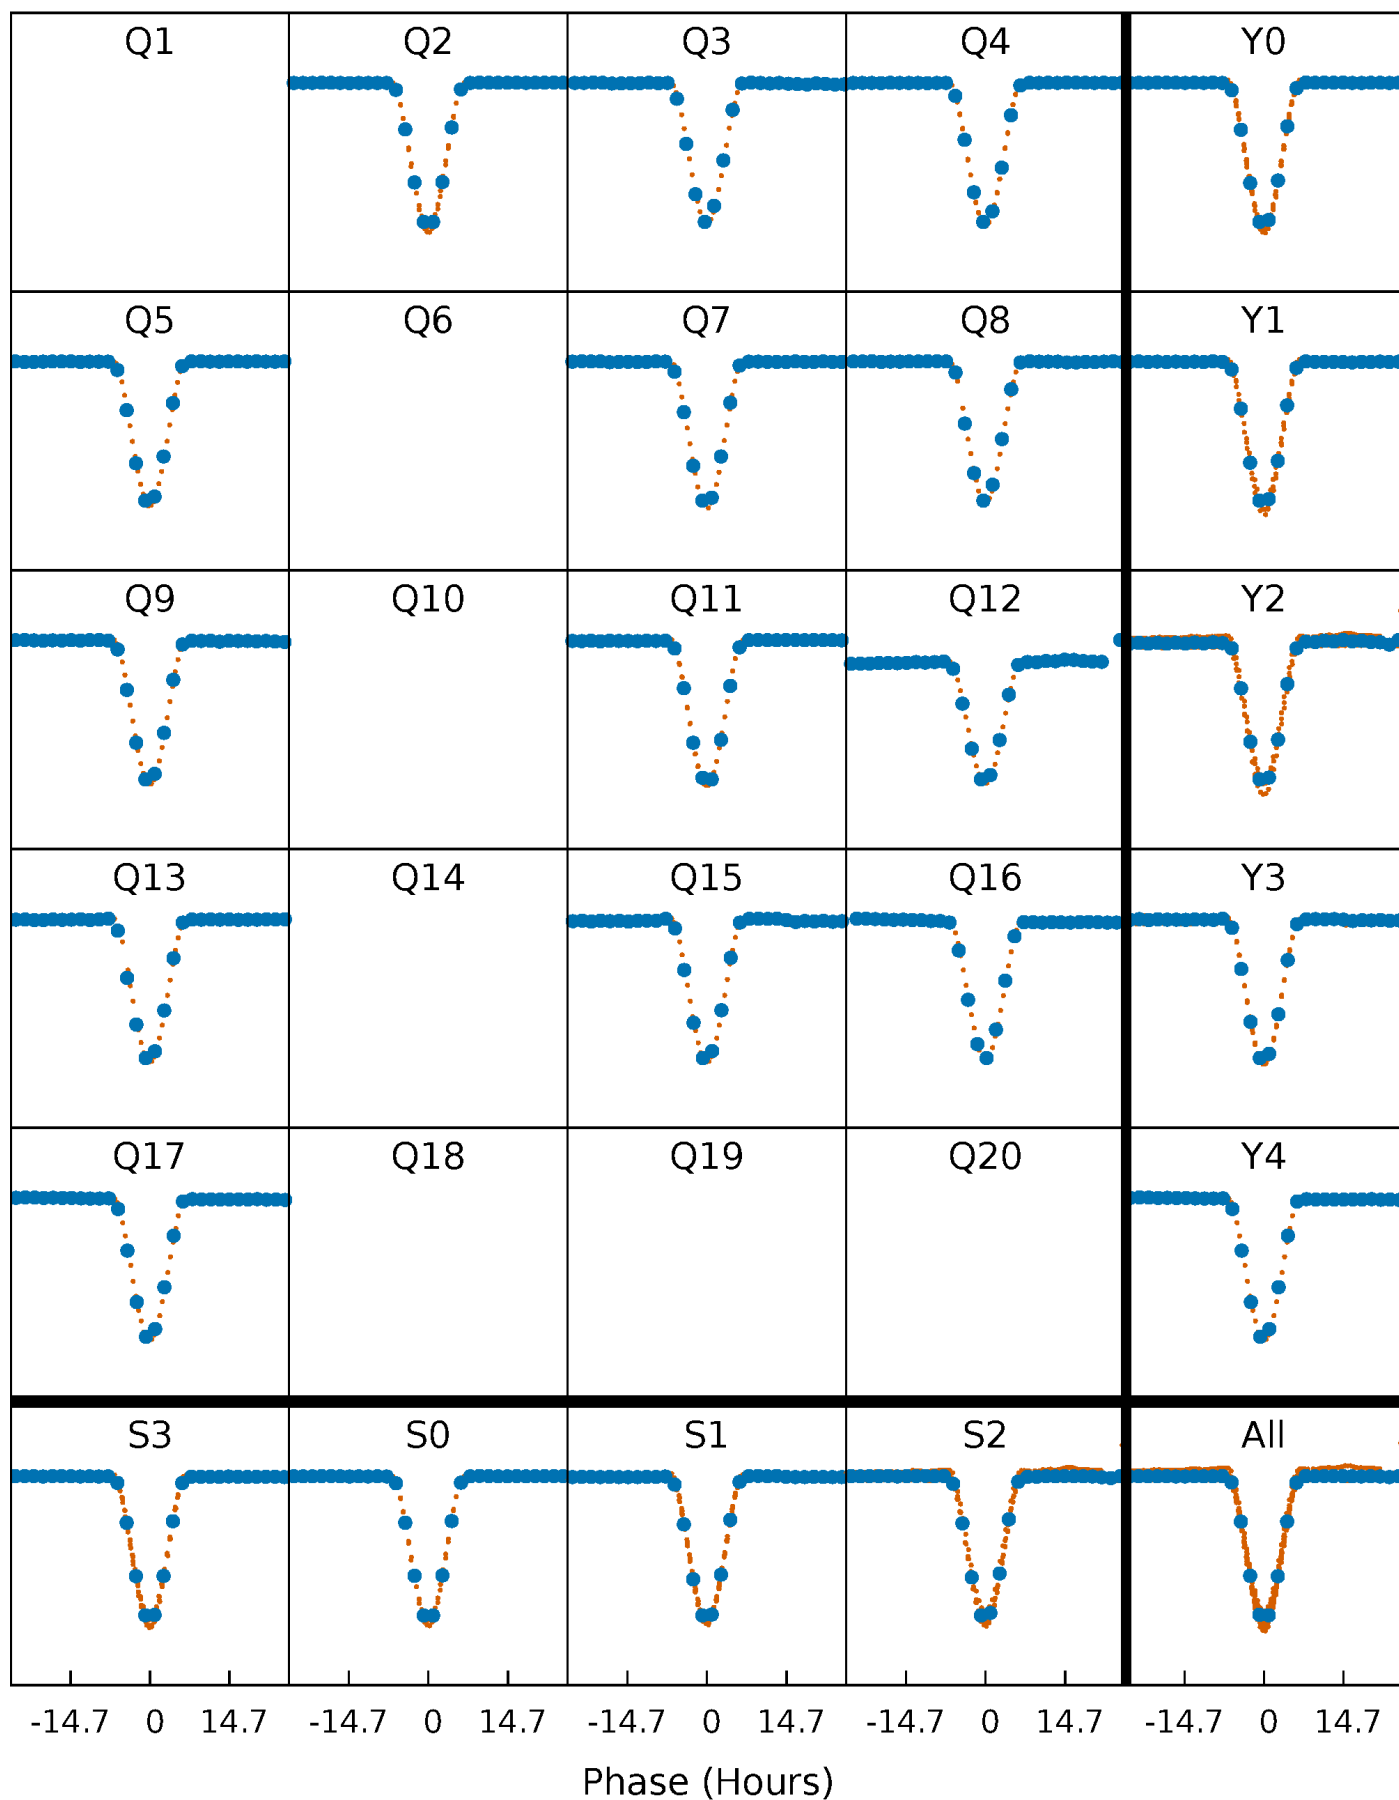 Q1 Q2 Q3 Q4 Y0
Q5 Q6 Q7 Q8 Y1
Q9 Q10 Q11 Q12 Y2
Q13 Q14 Q15 Q16 Y3
Q17 Q18 Q19 Q20 Y4
S3 S0 S1 S2 All
-14.7 0 14.7 -14.7 0 14.7 -14.7 0 14.7 -14.7 0 14.7 -14.7 0 14.7
Phase (Hours)